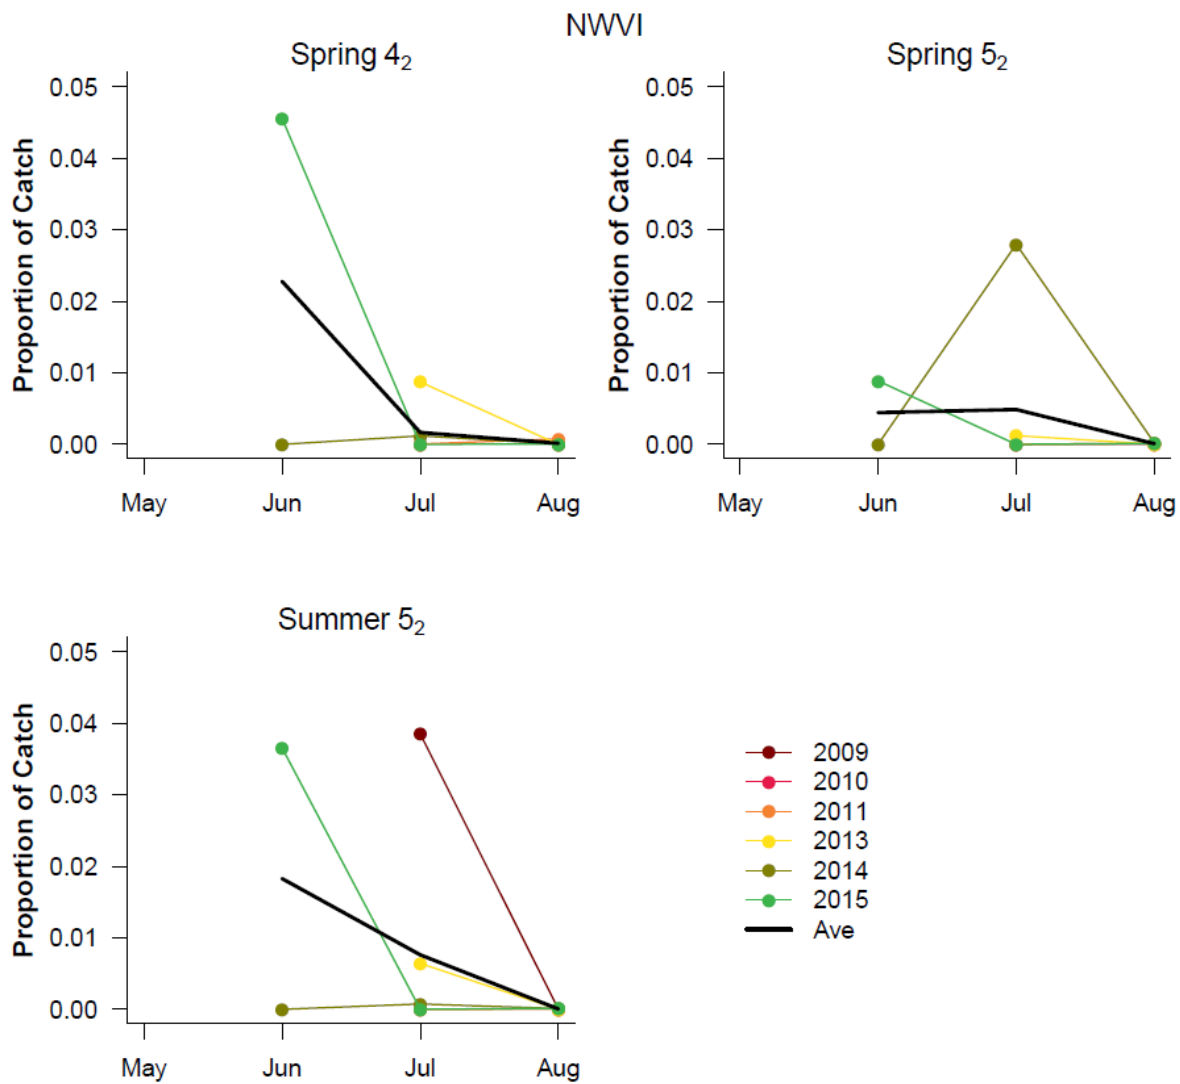 NWVI
Spring 4₂
Proportion of Catch
0.05
0.04
0.03
0.02
0.01
0.00
May Jun Jul Aug
Spring 5₂
Proportion of Catch
0.05
0.04
0.03
0.02
0.01
0.00
May Jun Jul Aug
Summer 5₂
Proportion of Catch
0.05
0.04
0.03
0.02
0.01
0.00
May Jun Jul Aug
2009
2010
2011
2013
2014
2015
Ave